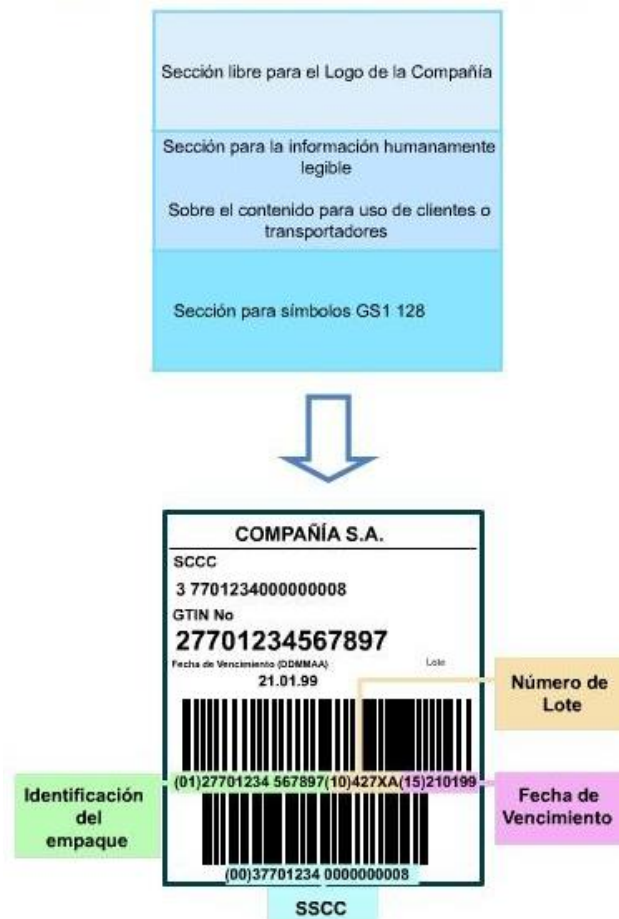 Sección libre para el Logo de la Compañía
Sección para la información humanamente
legible
Sobre el contenido para uso de clientes o
transportadores
Sección para símbolos GS1 128
COMPAÑÍA S.A.
SCCC
3 7701234000000008
GTIN No
27701234567897
Fecha de Vencimiento (DDMMAA)
Lote
21.01.99
Número de
Lote
(01)27701234 567897(10)427XA(15)210199
Identificación
del
empaque
Fecha de
Vencimiento
(00)37701234 0000000008
SSCC